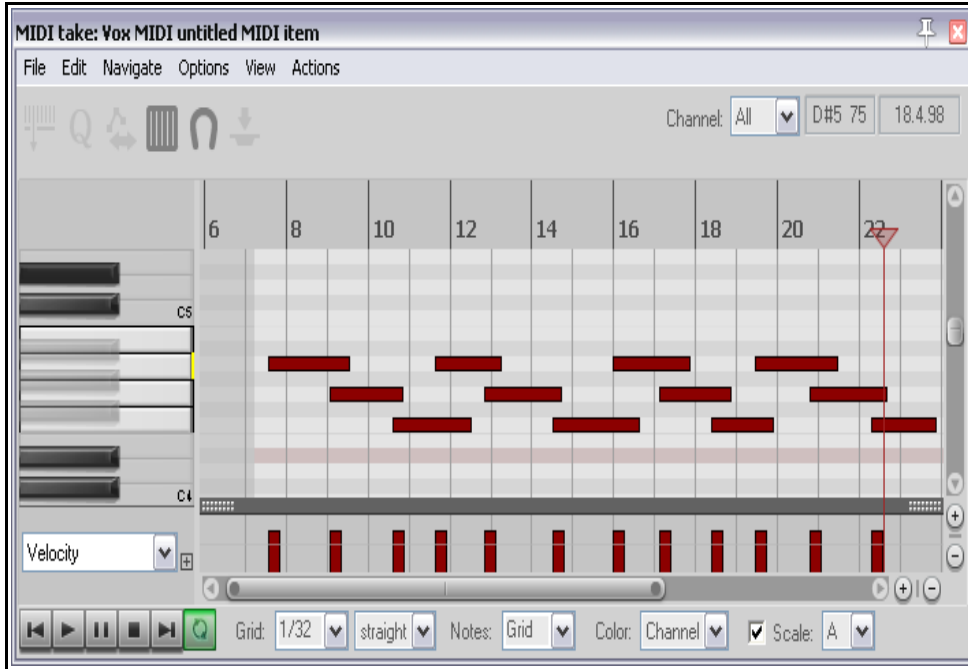 MIDI take: Vox MIDI untitled MIDI item
File Edit Navigate Options View Actions
Q
Channel: All D#5 75 18.4.98
6 8 10 12 14 16 18 20 22
C5
C4
Velocity
Grid: 1/32 straight Notes: Grid Color: Channel Scale: A